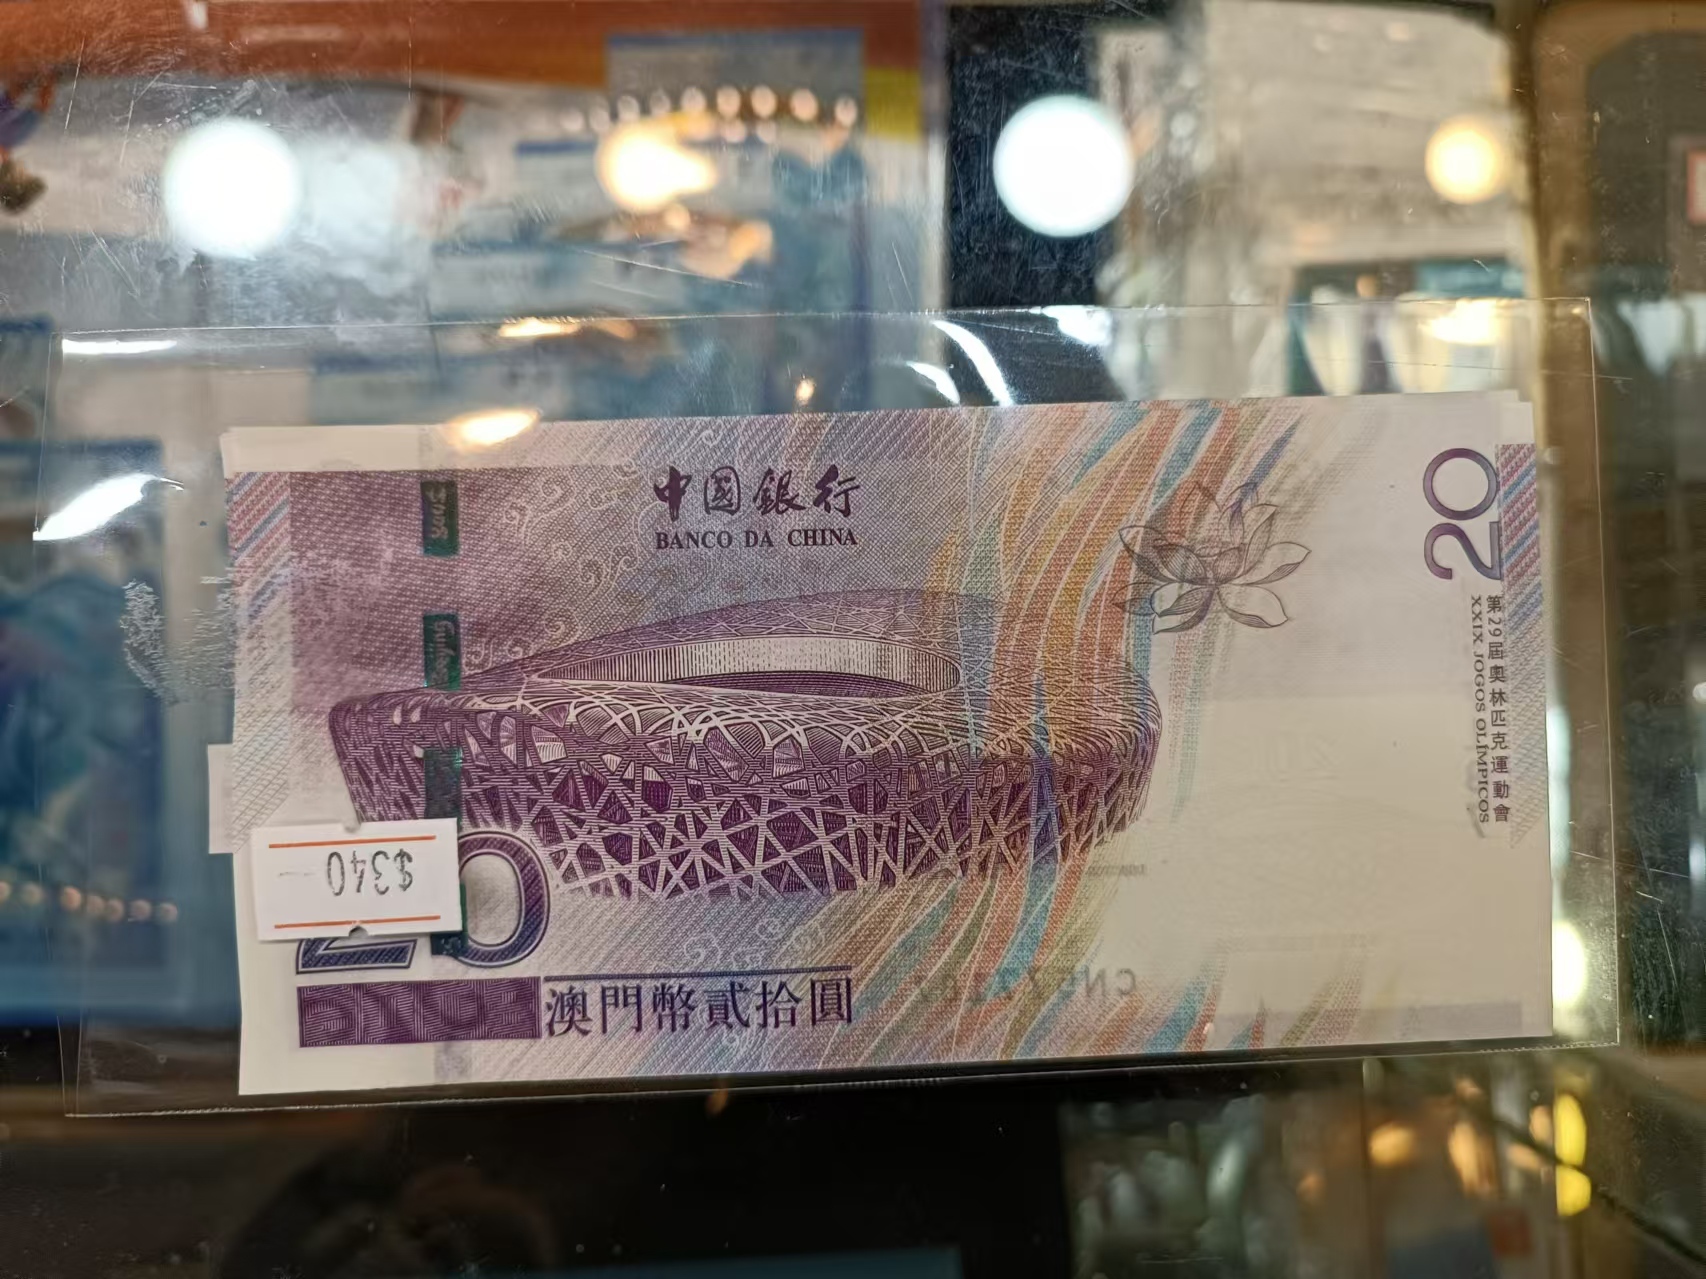 中國銀行
BANCO DA CHINA
20
第29屆奧林匹克運動會
XXIX JOGOS OLÍMPICOS
$340
20
澳門幣貳拾圓